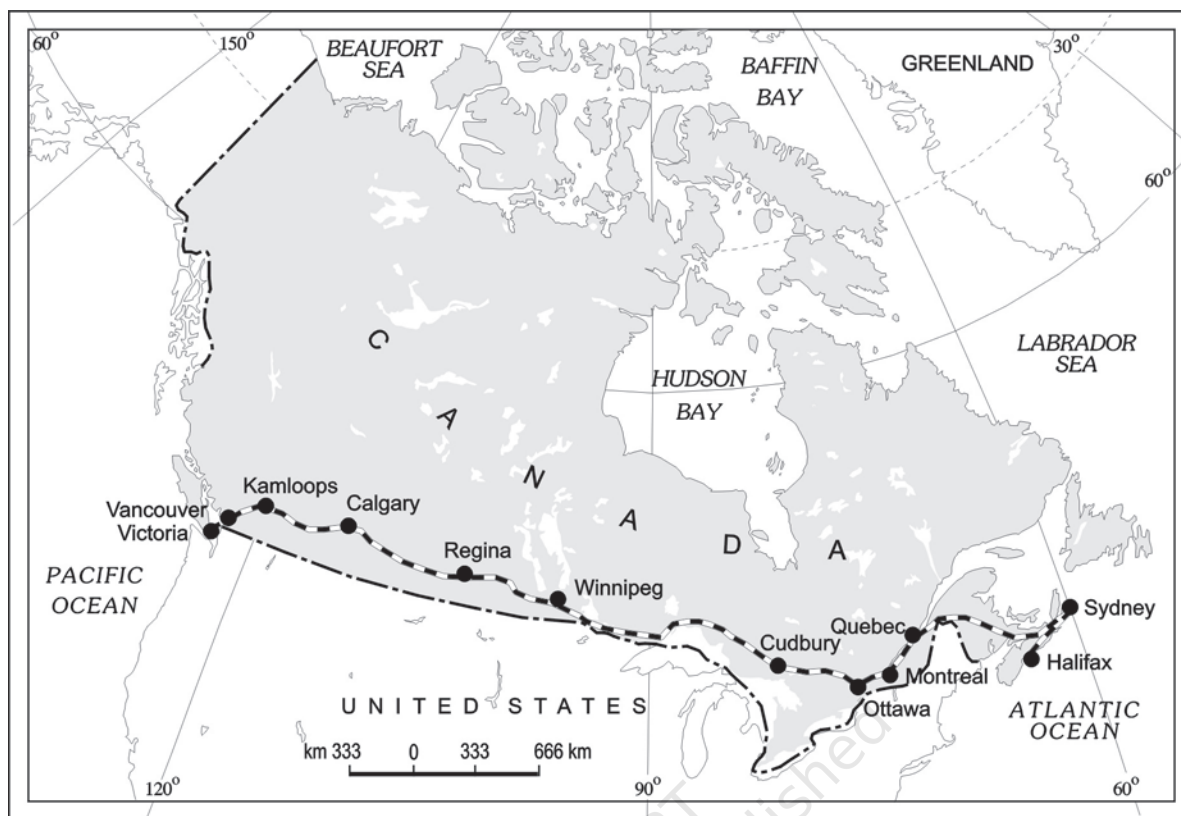 60°
150°
BEAUFORT
SEA
BAFFIN
BAY
GREENLAND
30°
60°
LABRADOR
SEA
HUDSON
BAY
C A N A D A
Kamloops
Vancouver
Victoria
Calgary
Regina
Winnipeg
PACIFIC
OCEAN
Cudbury
Quebec
Sydney
Montreal
Halifax
Ottawa
UNITED STATES
ATLANTIC
OCEAN
km 333 0 333 666 km
120°
90°
60°